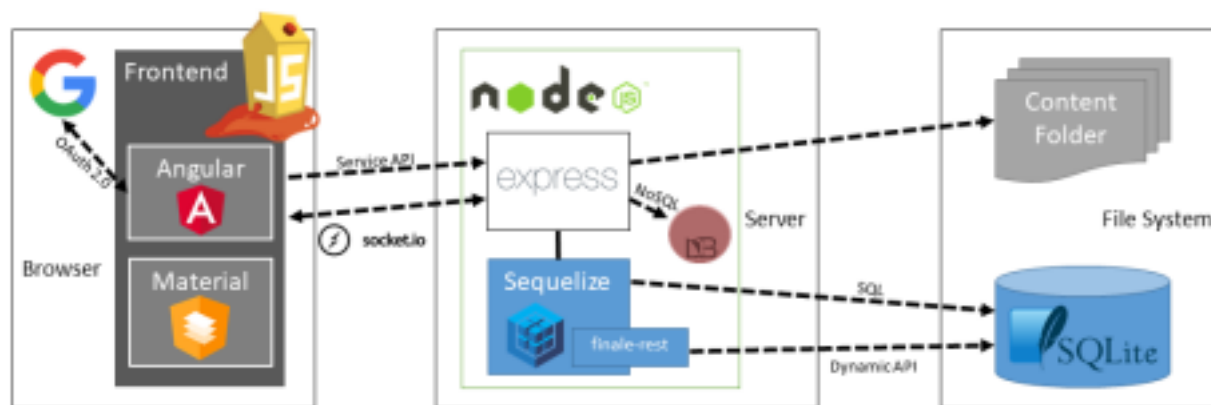 Frontend
JS
OAuth 2.0
Angular
A
Browser
Material
Service API
socket.io
node
JS
express
NoSQL
Server
Sequelize
finale-rest
SQL
Dynamic API
Content
Folder
File System
SQLite